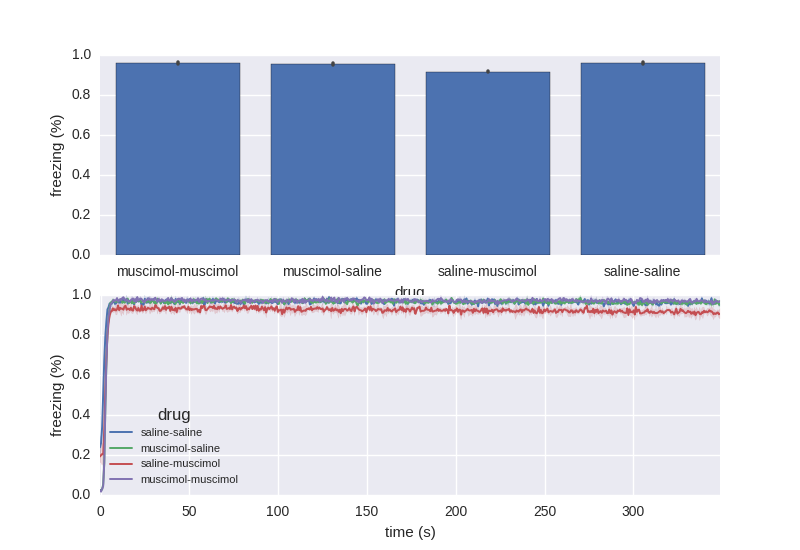 1.0
0.8
0.6
0.4
0.2
0.0
freezing (%)
muscimol-muscimol muscimol-saline saline-muscimol saline-saline
drug
1.0
0.8
0.6
0.4
0.2
0.0
freezing (%)
drug
saline-saline
muscimol-saline
saline-muscimol
muscimol-muscimol
0 50 100 150 200 250 300
time (s)